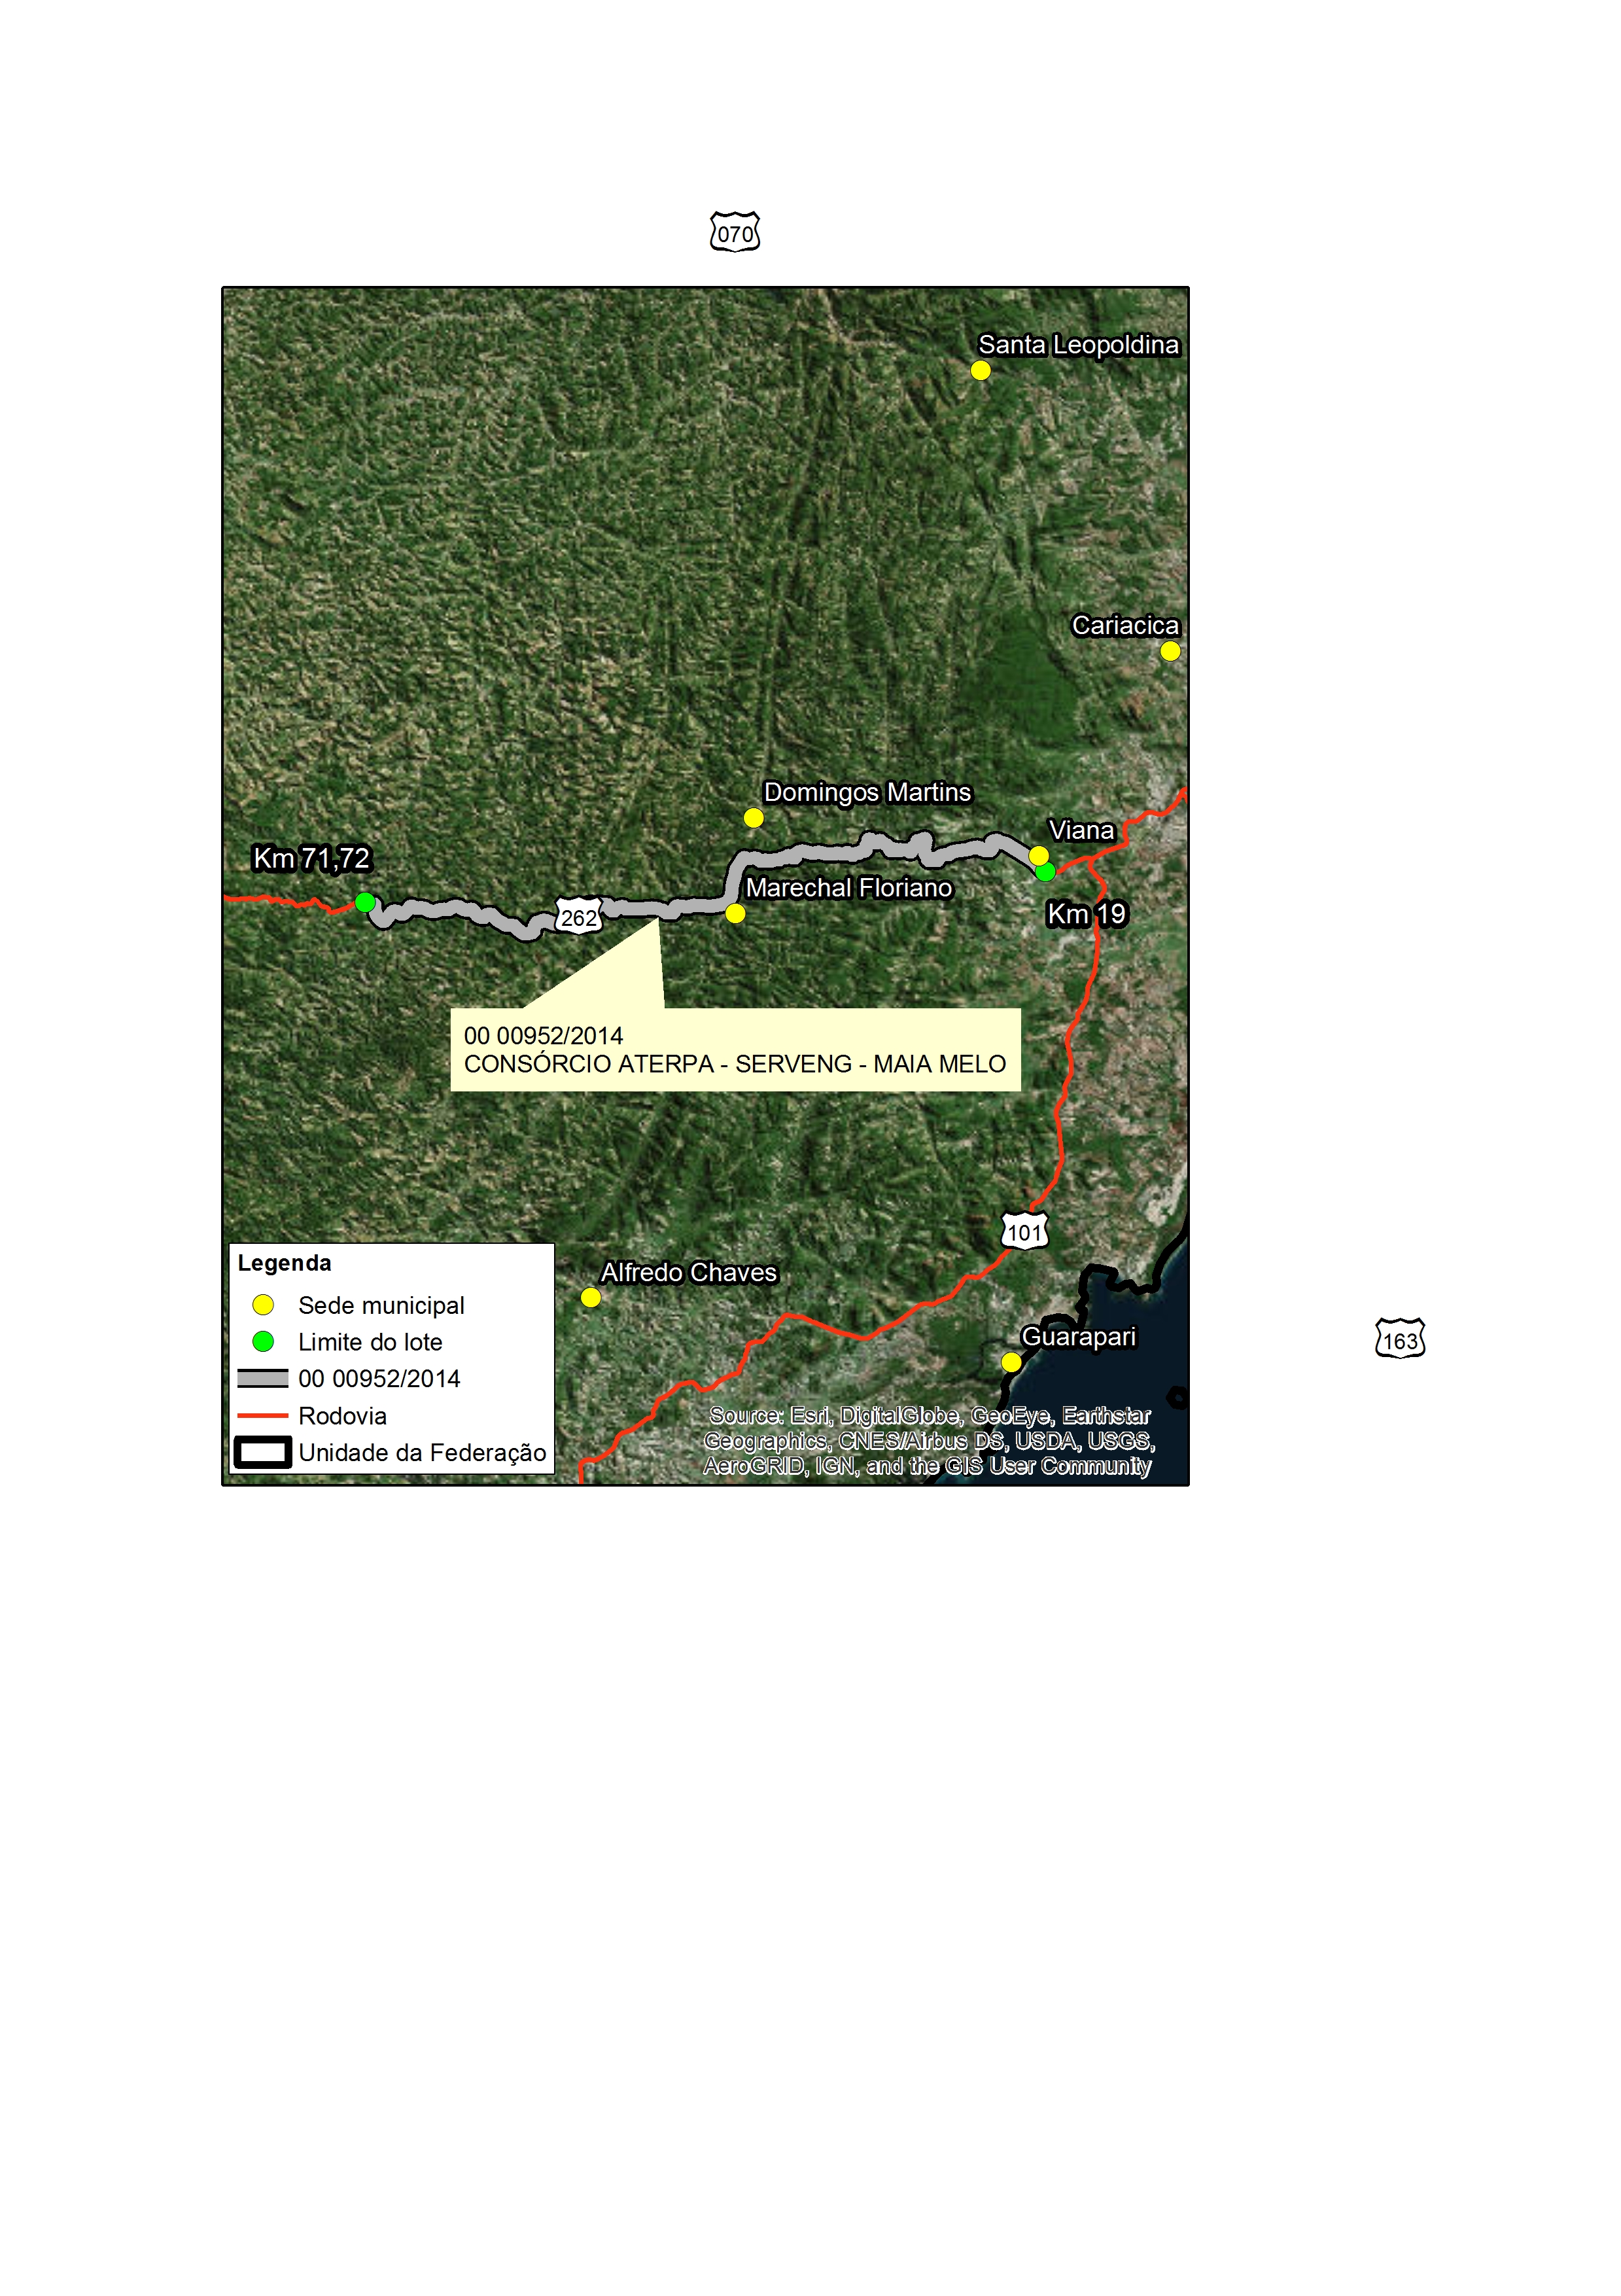 070
Santa Leopoldina
Cariacica
Domingos Martins
Viana
Km 71,72
Marechal Floriano
262
Km 19
00 00952/2014
CONSÓRCIO ATERPA - SERVENG - MAIA MELO
101
Alfredo Chaves
Guarapari
163
Legenda
Sede municipal
Limite do lote
00 00952/2014
Rodovia
Unidade da Federação
Source: Esri, DigitalGlobe, GeoEye, Earthstar
Geographics, CNES/Airbus DS, USDA, USGS,
AeroGRID, IGN, and the GIS User Community